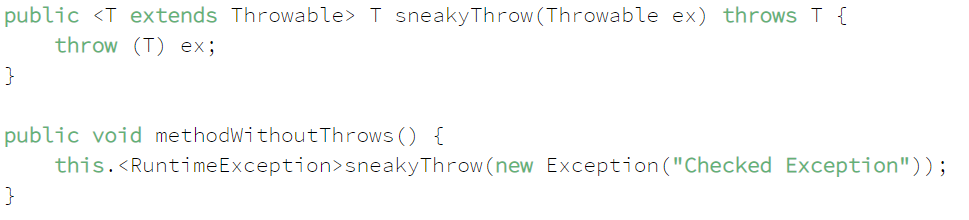 public <T extends Throwable> T sneakyThrow(Throwable ex) throws T {
    throw (T) ex;
}

public void methodWithoutThrows() {
    this.<RuntimeException>sneakyThrow(new Exception("Checked Exception"));
}